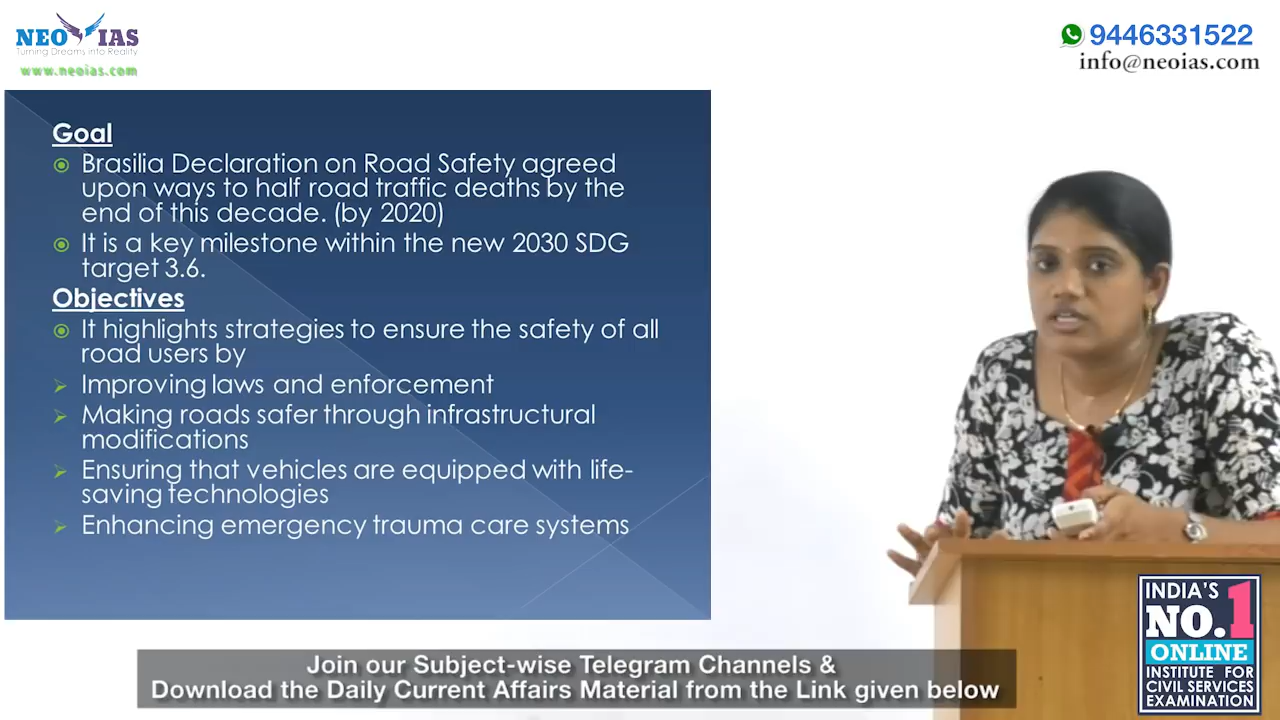 NEO IAS
Turning Dreams into Reality
www.neoias.com
9446331522
info@neoias.com
Goal
Brasilia Declaration on Road Safety agreed
upon ways to half road traffic deaths by the
end of this decade. (by 2020)
It is a key milestone within the new 2030 SDG
target 3.6.
Objectives
It highlights strategies to ensure the safety of all
road users by
Improving laws and enforcement
Making roads safer through infrastructural
modifications
Ensuring that vehicles are equipped with life-
saving technologies
Enhancing emergency trauma care systems
INDIA'S
NO.1
ONLINE
INSTITUTE FOR
CIVIL SERVICES
EXAMINATION
Join our Subject-wise Telegram Channels &
Download the Daily Current Affairs Material from the Link given below